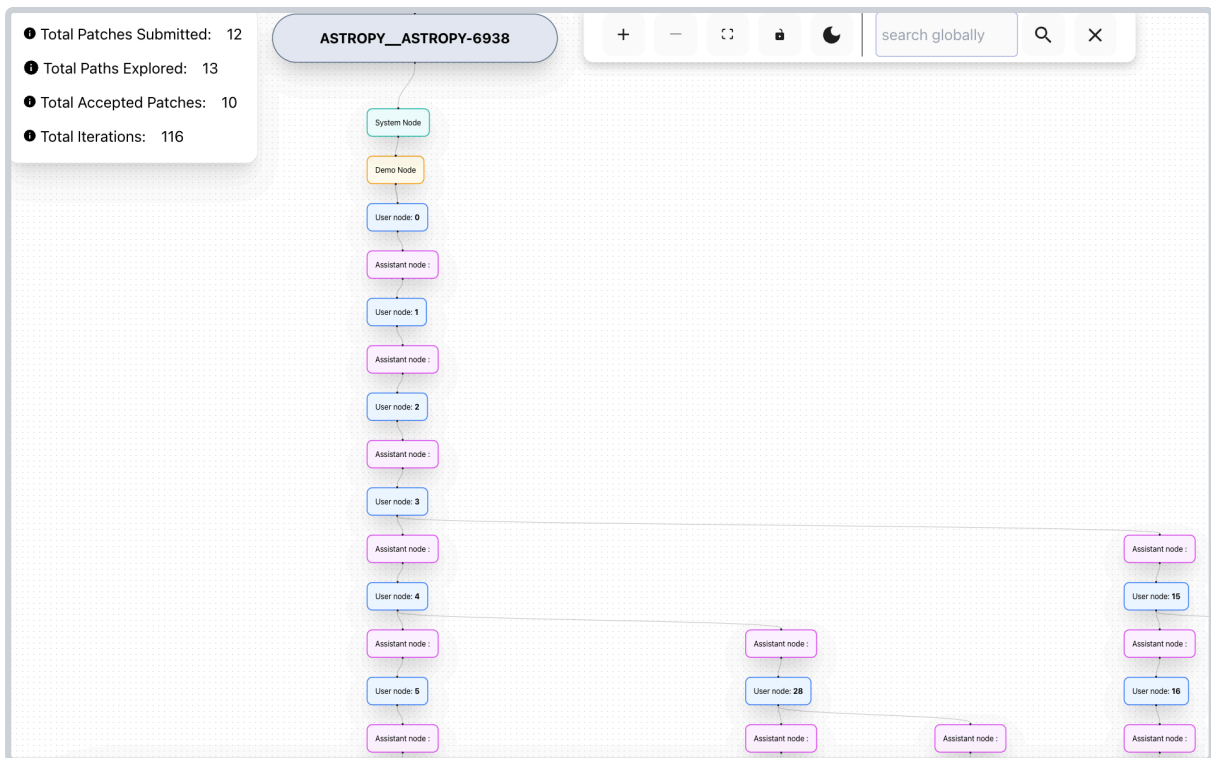 Total Patches Submitted: 12
Total Paths Explored: 13
Total Accepted Patches: 10
Total Iterations: 116
ASTROPY__ASTROPY-6938
search globally
System Node
Demo Node
User node: 0
Assistant node :
User node: 1
Assistant node :
User node: 2
Assistant node :
User node: 3
Assistant node :
Assistant node :
User node: 4
User node: 15
Assistant node :
Assistant node :
Assistant node :
User node: 5
User node: 28
User node: 16
Assistant node :
Assistant node :
Assistant node :
Assistant node :